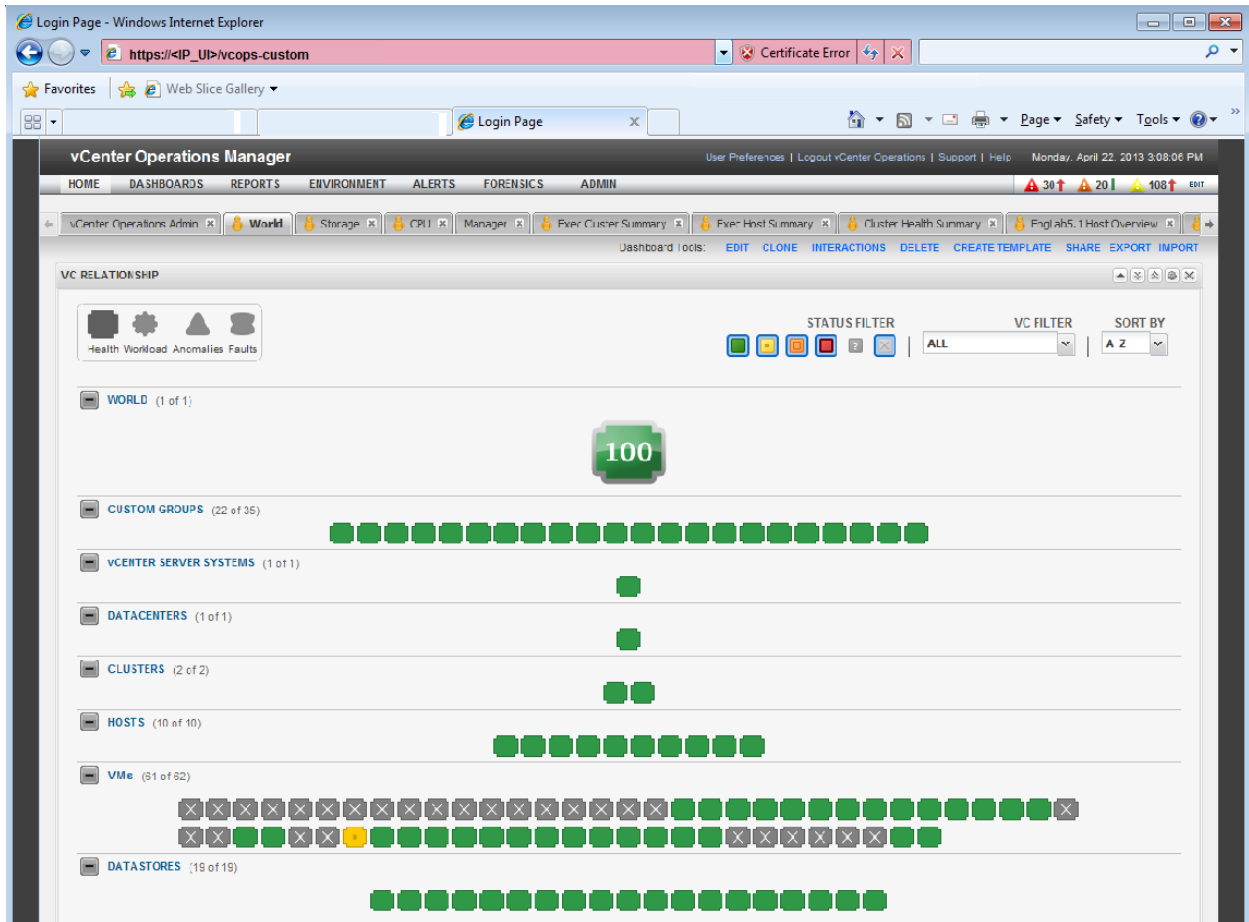 Login Page - Windows Internet Explorer
https://<IP_UI>/vcops-custom
Certificate Error
Favorites
Web Slice Gallery
Login Page
Page
Safety
Tools
vCenter Operations Manager
User Preferences | Logout vCenter Operations | Support | Help
Monday, April 22, 2013 3:08:06 PM
HOME DASHBOARDS REPORTS ENVIRONMENT ALERTS FORENSICS ADMIN
30 20 108 EDIT
vCenter Operations Admin World Storage CPU Manager Exec Cluster Summary Exec Host Summary Cluster Health Summary EngLab5.1 Host Overview
Dashboard Tools: EDIT CLONE INTERACTIONS DELETE CREATE TEMPLATE SHARE EXPORT IMPORT
VC RELATIONSHIP
Health Workload Anomalies Faults
STATUS FILTER
VC FILTER
SORT BY
ALL
A Z
WORLD (1 of 1)
100
CUSTOM GROUPS (22 of 35)
vCENTER SERVER SYSTEMS (1 of 1)
DATACENTERS (1 of 1)
CLUSTERS (2 of 2)
HOSTS (10 of 10)
VMs (61 of 62)
DATASTORES (19 of 19)